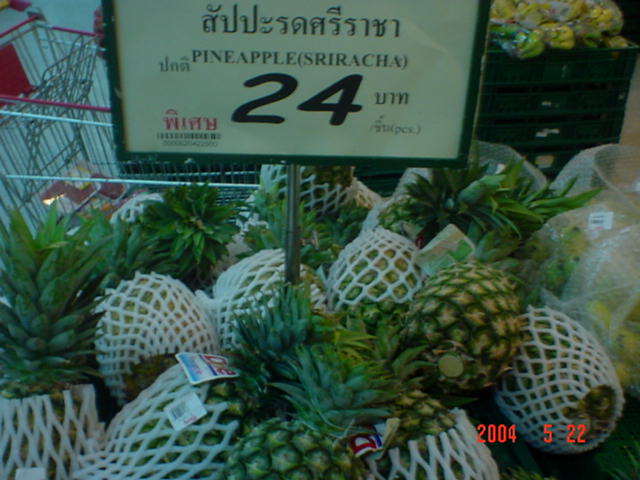 สับปะรดศรีราชา
ปกติ PINEAPPLE(SRIRACHA)
พิเศษ 24 บาท
/ชิ้น(pcs.)
2004 5 22